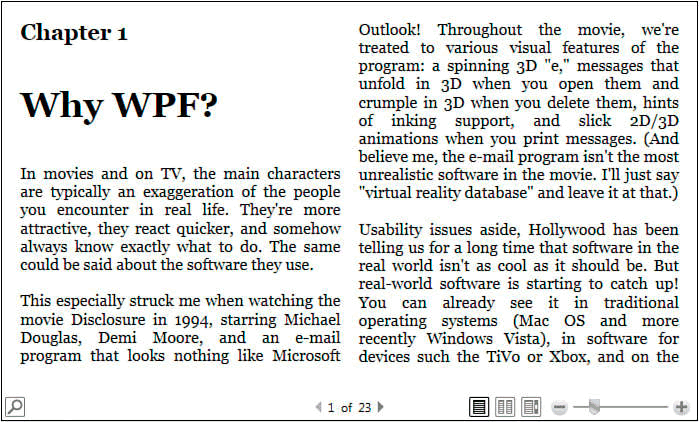 Chapter 1
Why WPF?
In movies and on TV, the main characters
are typically an exaggeration of the people
you encounter in real life. They're more
attractive, they react quicker, and somehow
always know exactly what to do. The same
could be said about the software they use.
This especially struck me when watching the
movie Disclosure in 1994, starring Michael
Douglas, Demi Moore, and an e-mail
program that looks nothing like Microsoft
Outlook! Throughout the movie, we're
treated to various visual features of the
program: a spinning 3D "e," messages that
unfold in 3D when you open them and
crumple in 3D when you delete them, hints
of inking support, and slick 2D/3D
animations when you print messages. (And
believe me, the e-mail program isn't the most
unrealistic software in the movie. I'll just say
"virtual reality database" and leave it at that.)
Usability issues aside, Hollywood has been
telling us for a long time that software in the
real world isn't as cool as it should be. But
real-world software is starting to catch up!
You can already see it in traditional
operating systems (Mac OS and more
recently Windows Vista), in software for
devices such the TiVo or Xbox, and on the
1 of 23